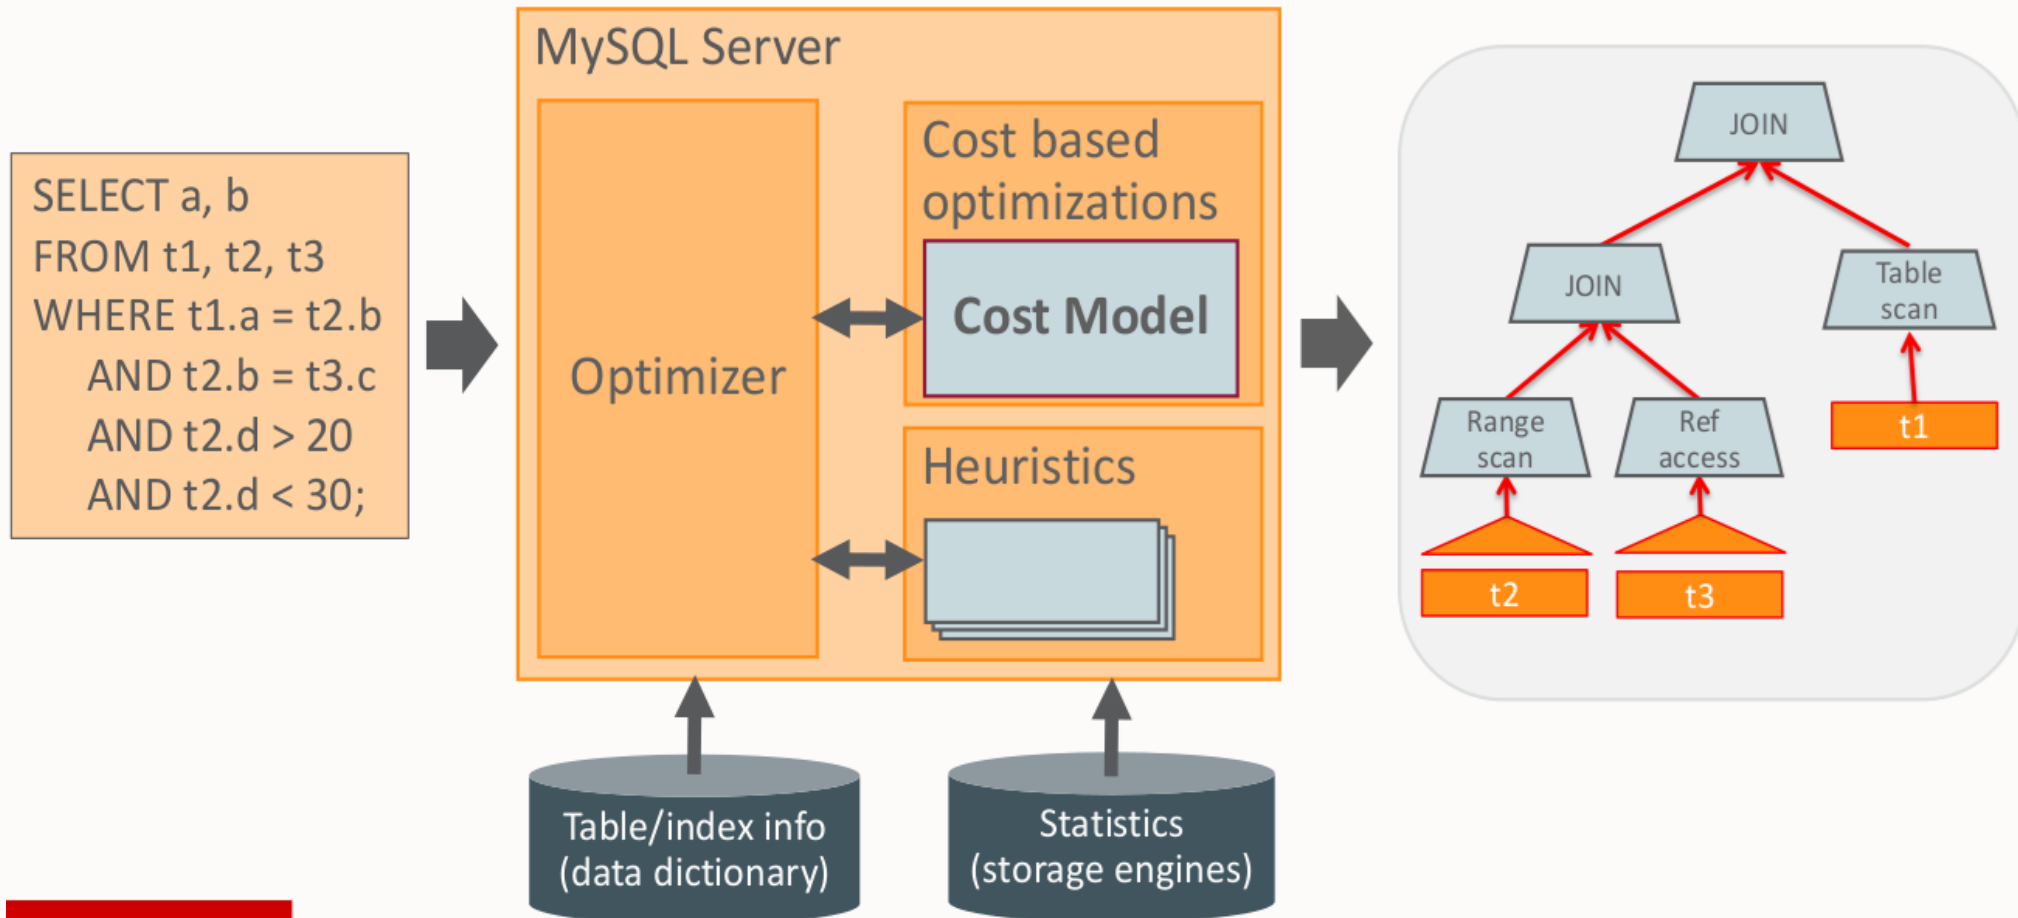 SELECT a, b
FROM t1, t2, t3
WHERE t1.a = t2.b
AND t2.b = t3.c
AND t2.d > 20
AND t2.d < 30;
MySQL Server
Optimizer
Cost based
optimizations
Cost Model
Heuristics
Table/index info
(data dictionary)
Statistics
(storage engines)
JOIN
JOIN
Table
scan
Range
scan
Ref
access
t1
t2
t3